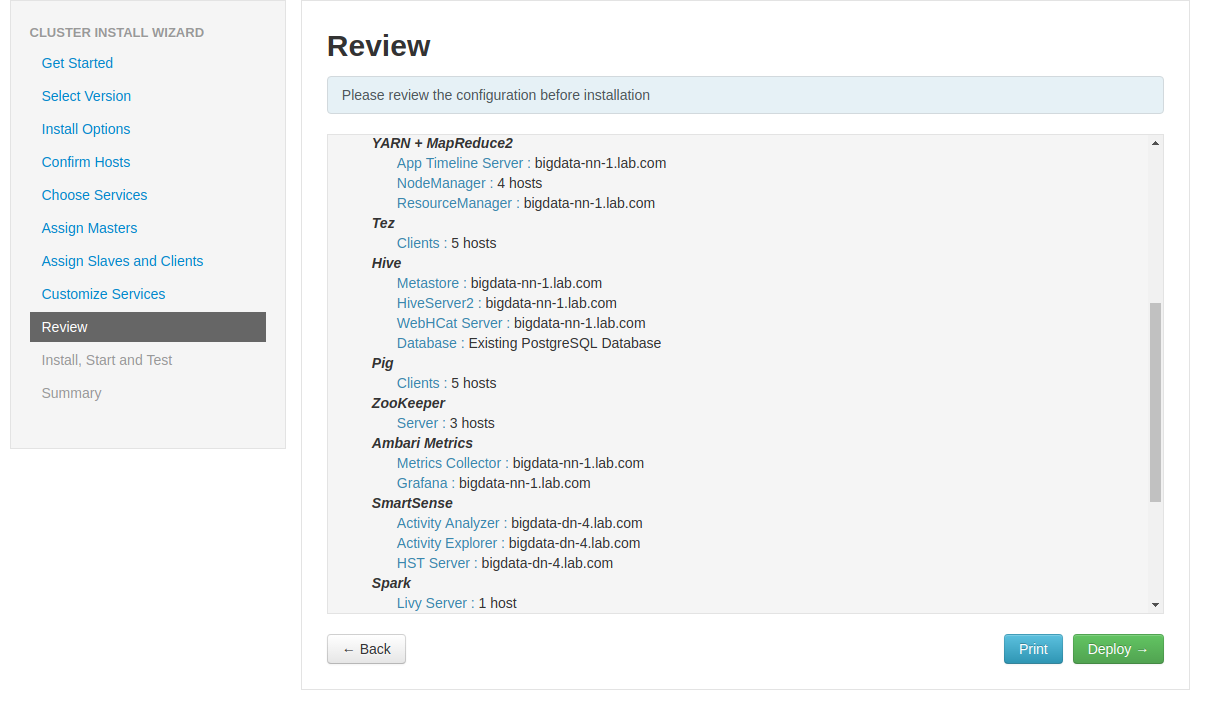 CLUSTER INSTALL WIZARD
Get Started
Select Version
Install Options
Confirm Hosts
Choose Services
Assign Masters
Assign Slaves and Clients
Customize Services
Review
Install, Start and Test
Summary
Review
Please review the configuration before installation
YARN + MapReduce2
App Timeline Server : bigdata-nn-1.lab.com
NodeManager : 4 hosts
ResourceManager : bigdata-nn-1.lab.com
Tez
Clients : 5 hosts
Hive
Metastore : bigdata-nn-1.lab.com
HiveServer2 : bigdata-nn-1.lab.com
WebHCat Server : bigdata-nn-1.lab.com
Database : Existing PostgreSQL Database
Pig
Clients : 5 hosts
ZooKeeper
Server : 3 hosts
Ambari Metrics
Metrics Collector : bigdata-nn-1.lab.com
Grafana : bigdata-nn-1.lab.com
SmartSense
Activity Analyzer : bigdata-dn-4.lab.com
Activity Explorer : bigdata-dn-4.lab.com
HST Server : bigdata-dn-4.lab.com
Spark
Livy Server : 1 host
← Back
Print
Deploy →